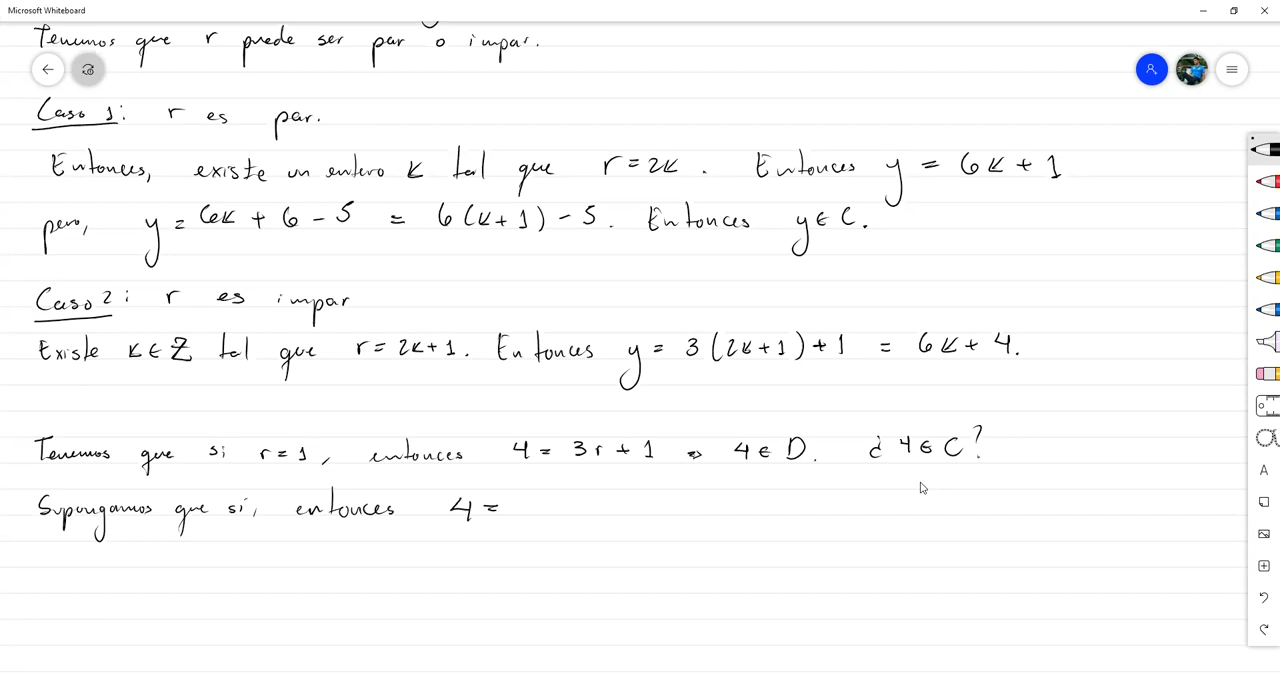 Microsoft Whiteboard
Tenemos que r puede ser par o impar.
Caso 1: r es par.
Entonces, existe un entero k tal que r = 2k. Entonces y = 6k + 1
pero, y = 6k + 6 - 5 = 6(k+1) - 5. Entonces y ∈ C.
Caso 2: r es impar
Existe k ∈ Z tal que r = 2k+1. Entonces y = 3(2k+1)+1 = 6k+4.
Tenemos que si r=1, entonces 4 = 3r + 1 ⇒ 4 ∈ D. ¿ 4 ∈ C?
Supongamos que sí, entonces 4 =